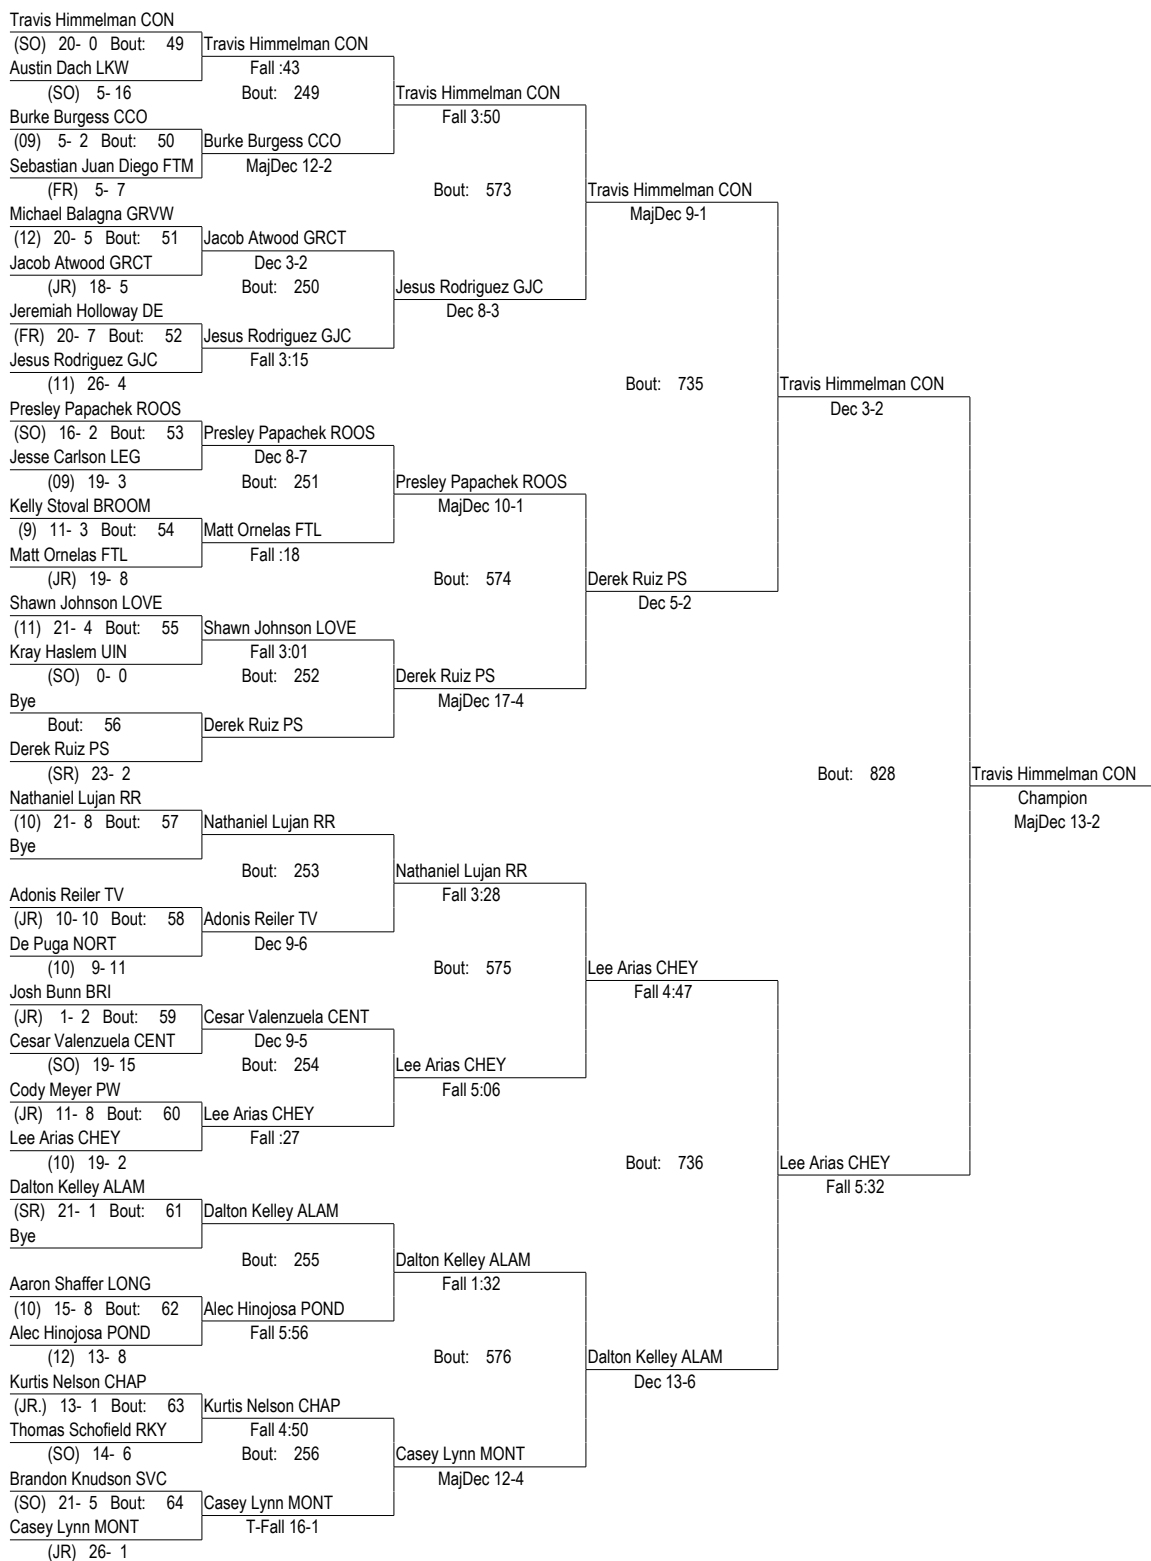 Travis Himmelman CON
(SO) 20- 0 Bout: 49 Travis Himmelman CON
Austin Dach LKW Fall :43
(SO) 5- 16 Bout: 249 Travis Himmelman CON
Burke Burgess CCO Fall 3:50
(09) 5- 2 Bout: 50 Burke Burgess CCO
Sebastian Juan Diego FTM MajDec 12-2
(FR) 5- 7 Bout: 573 Travis Himmelman CON
Michael Balagna GRVW MajDec 9-1
(12) 20- 5 Bout: 51 Jacob Atwood GRCT
Jacob Atwood GRCT Dec 3-2
(JR) 18- 5 Bout: 250 Jesus Rodriguez GJC
Jeremiah Holloway DE Dec 8-3
(FR) 20- 7 Bout: 52 Jesus Rodriguez GJC
Jesus Rodriguez GJC Fall 3:15
(11) 26- 4 Bout: 735 Travis Himmelman CON
Presley Papachek ROOS Dec 3-2
(SO) 16- 2 Bout: 53 Presley Papachek ROOS
Jesse Carlson LEG Dec 8-7
(09) 19- 3 Bout: 251 Presley Papachek ROOS
Kelly Stoval BROOM MajDec 10-1
(9) 11- 3 Bout: 54 Matt Ornelas FTL
Matt Ornelas FTL Fall :18
(JR) 19- 8 Bout: 574 Derek Ruiz PS
Shawn Johnson LOVE Dec 5-2
(11) 21- 4 Bout: 55 Shawn Johnson LOVE
Kray Haslem UIN Fall 3:01
(SO) 0- 0 Bout: 252 Derek Ruiz PS
Bye MajDec 17-4
Bout: 56 Derek Ruiz PS
Derek Ruiz PS
(SR) 23- 2 Bout: 828 Travis Himmelman CON
Nathaniel Lujan RR Champion
(10) 21- 8 Bout: 57 Nathaniel Lujan RR MajDec 13-2
Bye
Bout: 253 Nathaniel Lujan RR
Adonis Reiler TV Fall 3:28
(JR) 10- 10 Bout: 58 Adonis Reiler TV
De Puga NORT Dec 9-6
(10) 9- 11 Bout: 575 Lee Arias CHEY
Josh Bunn BRI Fall 4:47
(JR) 1- 2 Bout: 59 Cesar Valenzuela CENT
Cesar Valenzuela CENT Dec 9-5
(SO) 19- 15 Bout: 254 Lee Arias CHEY
Cody Meyer PW Fall 5:06
(JR) 11- 8 Bout: 60 Lee Arias CHEY
Lee Arias CHEY Fall :27
(10) 19- 2 Bout: 736 Lee Arias CHEY
Dalton Kelley ALAM Fall 5:32
(SR) 21- 1 Bout: 61 Dalton Kelley ALAM
Bye
Bout: 255 Dalton Kelley ALAM
Aaron Shaffer LONG Fall 1:32
(10) 15- 8 Bout: 62 Alec Hinojosa POND
Alec Hinojosa POND Fall 5:56
(12) 13- 8 Bout: 576 Dalton Kelley ALAM
Kurtis Nelson CHAP Dec 13-6
(JR.) 13- 1 Bout: 63 Kurtis Nelson CHAP
Thomas Schofield RKY Fall 4:50
(SO) 14- 6 Bout: 256 Casey Lynn MONT
Brandon Knudson SVC MajDec 12-4
(SO) 21- 5 Bout: 64 Casey Lynn MONT
Casey Lynn MONT T-Fall 16-1
(JR) 26- 1